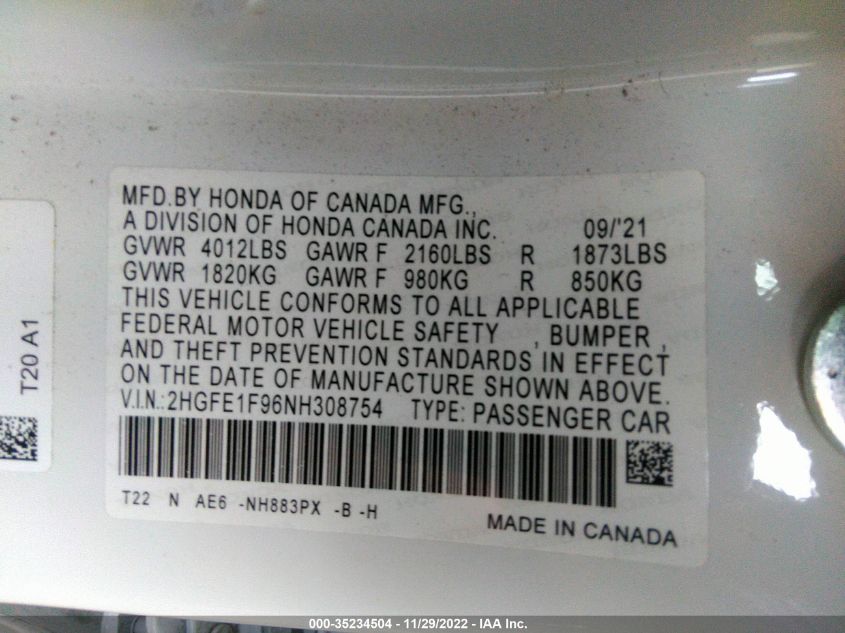 MFD.BY HONDA OF CANADA MFG.,
A DIVISION OF HONDA CANADA INC. 09/'21
GVWR 4012LBS GAWR F 2160LBS R 1873LBS
GVWR 1820KG GAWR F 980KG R 850KG
THIS VEHICLE CONFORMS TO ALL APPLICABLE
FEDERAL MOTOR VEHICLE SAFETY , BUMPER ,
AND THEFT PREVENTION STANDARDS IN EFFECT
ON THE DATE OF MANUFACTURE SHOWN ABOVE.
V.I.N.:2HGFE1F96NH308754 TYPE: PASSENGER CAR
T22 N AE6 -NH883PX -B -H
MADE IN CANADA
T20 A1
000-35234504 - 11/29/2022 - IAA Inc.